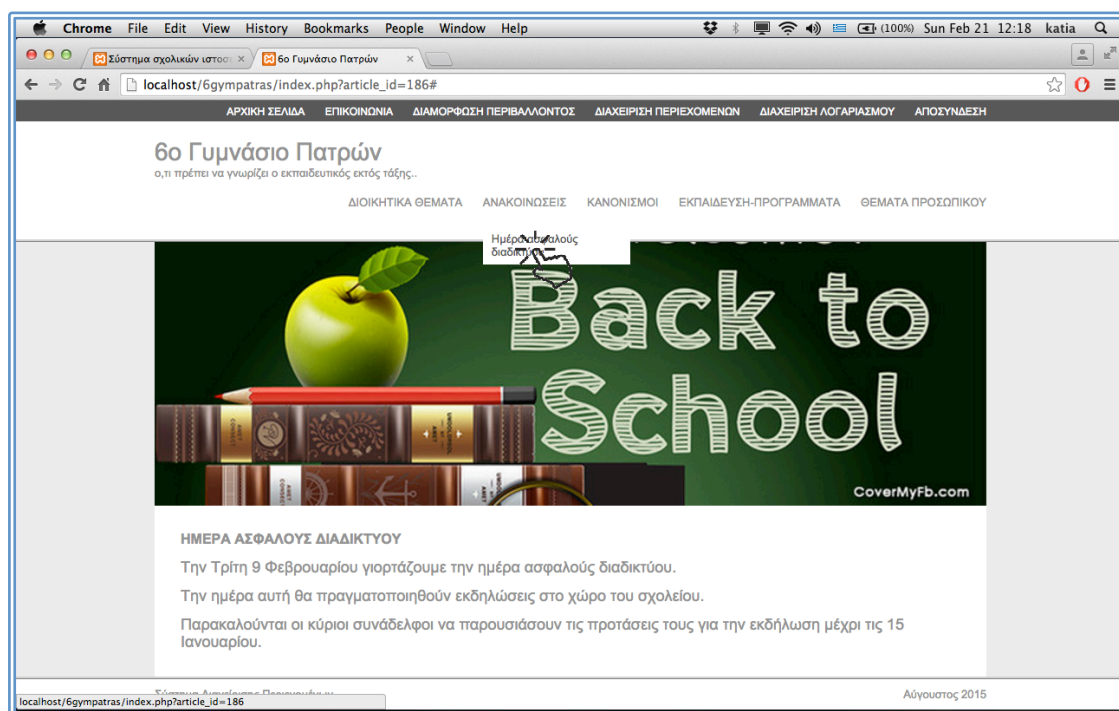 Chrome File Edit View History Bookmarks People Window Help (100%) Sun Feb 21 12:18 katia
Σύστημα σχολικών ιστοσ 6ο Γυμνάσιο Πατρών
localhost/6gympatras/index.php?article_id=186#
ΑΡΧΙΚΗ ΣΕΛΙΔΑ ΕΠΙΚΟΙΝΩΝΙΑ ΔΙΑΜΟΡΦΩΣΗ ΠΕΡΙΒΑΛΛΟΝΤΟΣ ΔΙΑΧΕΙΡΙΣΗ ΠΕΡΙΕΧΟΜΕΝΩΝ ΔΙΑΧΕΙΡΙΣΗ ΛΟΓΑΡΙΑΣΜΟΥ ΑΠΟΣΥΝΔΕΣΗ
6ο Γυμνάσιο Πατρών
ο,τι πρέπει να γνωρίζει ο εκπαιδευτικός εκτός τάξης..
ΔΙΟΙΚΗΤΙΚΑ ΘΕΜΑΤΑ ΑΝΑΚΟΙΝΩΣΕΙΣ ΚΑΝΟΝΙΣΜΟΙ ΕΚΠΑΙΔΕΥΣΗ-ΠΡΟΓΡΑΜΜΑΤΑ ΘΕΜΑΤΑ ΠΡΟΣΩΠΙΚΟΥ
Ημέρα ασφαλούς
διαδικτύου
Back to
School
CoverMyFb.com
ΗΜΕΡΑ ΑΣΦΑΛΟΥΣ ΔΙΑΔΙΚΤΥΟΥ
Την Τρίτη 9 Φεβρουαρίου γιορτάζουμε την ημέρα ασφαλούς διαδικτύου.
Την ημέρα αυτή θα πραγματοποιηθούν εκδηλώσεις στο χώρο του σχολείου.
Παρακαλούνται οι κύριοι συνάδελφοι να παρουσιάσουν τις προτάσεις τους για την εκδήλωση μέχρι τις 15
Ιανουαρίου.
Αύγουστος 2015
localhost/6gympatras/index.php?article_id=186